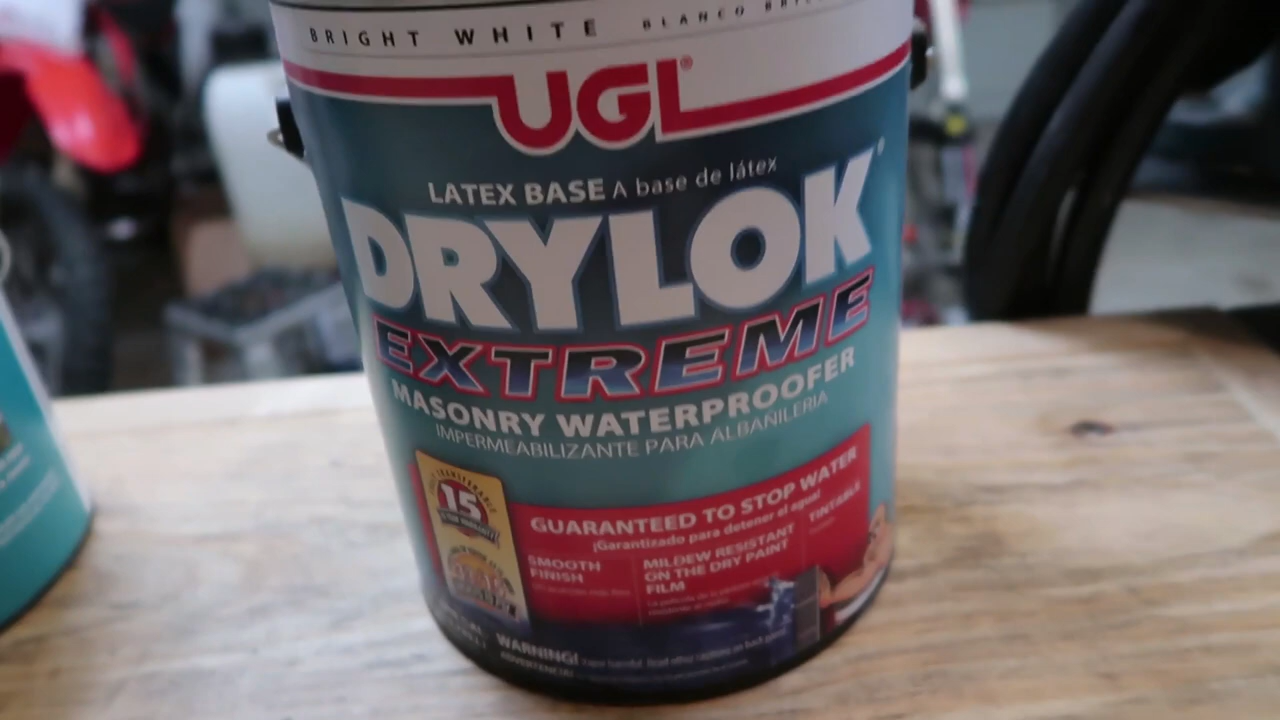 BRIGHT WHITE BLANCO
UGL®
LATEX BASE A base de látex
DRYLOK®
EXTREME
MASONRY WATERPROOFER
IMPERMEABILIZANTE PARA ALBAÑILERIA
15
GUARANTEED TO STOP WATER
¡Garantizado para detener el agua!
SMOOTH FINISH
MILDEW RESISTANT ON THE DRY PAINT FILM
TINTABLE
WARNING!
¡ADVERTENCIA!